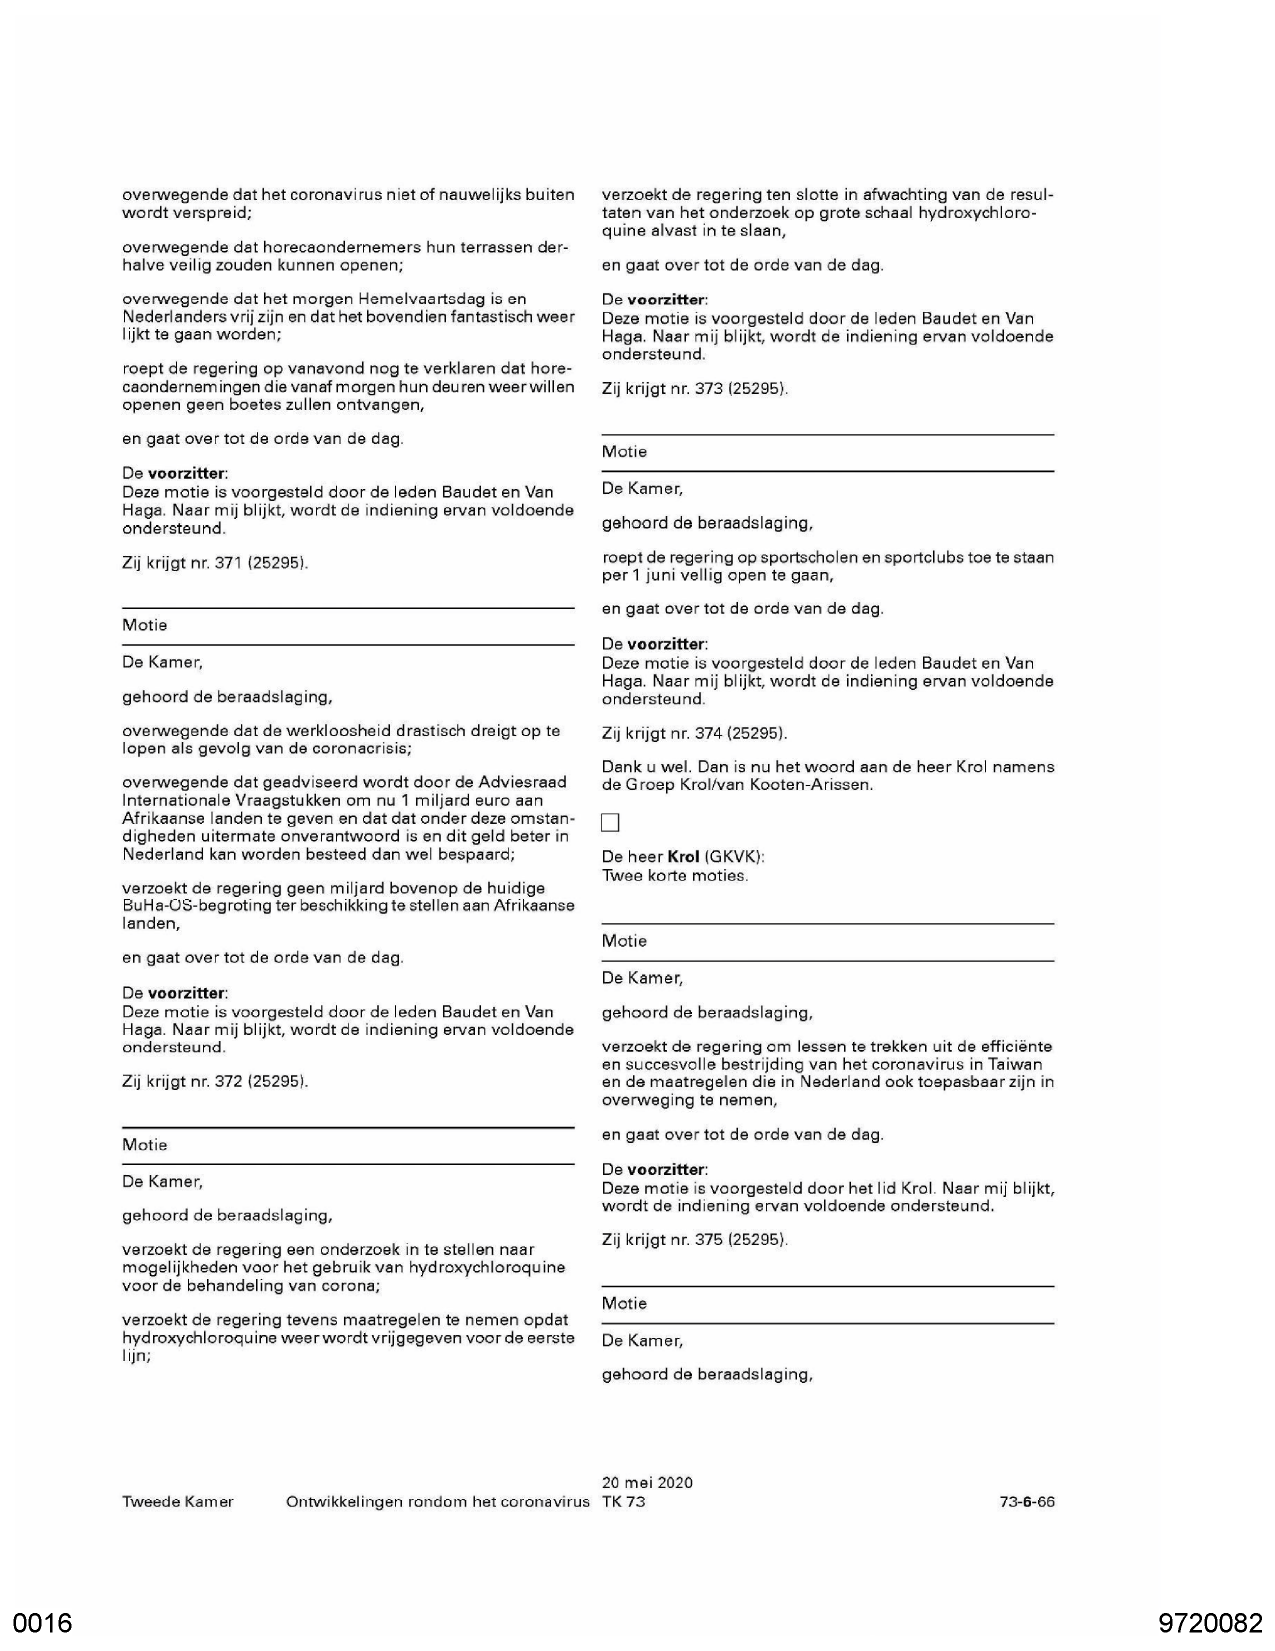 overwegende dat het coronavirus niet of nauwelijks buiten
wordt verspreid;
overwegende dat horecaondernemers hun terrassen der-
halve veilig zouden kunnen openen;
overwegende dat het morgen Hemelvaartsdag is en
Nederlanders vrij zijn en dat het bovendien fantastisch weer
lijkt te gaan worden;
roept de regering op vanavond nog te verklaren dat hore-
caondernemingen die vanaf morgen hun deuren weer willen
openen geen boetes zullen ontvangen,
en gaat over tot de orde van de dag.
De voorzitter:
Deze motie is voorgesteld door de leden Baudet en Van
Haga. Naar mij blijkt, wordt de indiening ervan voldoende
ondersteund.
Zij krijgt nr. 371 (25295).
Motie
De Kamer,
gehoord de beraadslaging,
overwegende dat de werkloosheid drastisch dreigt op te
lopen als gevolg van de coronacrisis;
overwegende dat geadviseerd wordt door de Adviesraad
Internationale Vraagstukken om nu 1 miljard euro aan
Afrikaanse landen te geven en dat dat onder deze omstan-
digheden uitermate onverantwoord is en dit geld beter in
Nederland kan worden besteed dan wel bespaard;
verzoekt de regering geen miljard bovenop de huidige
BuHa-OS-begroting ter beschikking te stellen aan Afrikaanse
landen,
en gaat over tot de orde van de dag.
De voorzitter:
Deze motie is voorgesteld door de leden Baudet en Van
Haga. Naar mij blijkt, wordt de indiening ervan voldoende
ondersteund.
Zij krijgt nr. 372 (25295).
Motie
De Kamer,
gehoord de beraadslaging,
verzoekt de regering een onderzoek in te stellen naar
mogelijkheden voor het gebruik van hydroxychloroquine
voor de behandeling van corona;
verzoekt de regering tevens maatregelen te nemen opdat
hydroxychloroquine weer wordt vrijgegeven voor de eerste
lijn;
verzoekt de regering ten slotte in afwachting van de resul-
taten van het onderzoek op grote schaal hydroxychloro-
quine alvast in te slaan,
en gaat over tot de orde van de dag.
De voorzitter:
Deze motie is voorgesteld door de leden Baudet en Van
Haga. Naar mij blijkt, wordt de indiening ervan voldoende
ondersteund.
Zij krijgt nr. 373 (25295).
Motie
De Kamer,
gehoord de beraadslaging,
roept de regering op sportscholen en sportclubs toe te staan
per 1 juni veilig open te gaan,
en gaat over tot de orde van de dag.
De voorzitter:
Deze motie is voorgesteld door de leden Baudet en Van
Haga. Naar mij blijkt, wordt de indiening ervan voldoende
ondersteund.
Zij krijgt nr. 374 (25295).
Dank u wel. Dan is nu het woord aan de heer Krol namens
de Groep Krol/van Kooten-Arissen.
De heer Krol (GKVK):
Twee korte moties.
Motie
De Kamer,
gehoord de beraadslaging,
verzoekt de regering om lessen te trekken uit de efficiënte
en succesvolle bestrijding van het coronavirus in Taiwan
en de maatregelen die in Nederland ook toepasbaar zijn in
overweging te nemen,
en gaat over tot de orde van de dag.
De voorzitter:
Deze motie is voorgesteld door het lid Krol. Naar mij blijkt,
wordt de indiening ervan voldoende ondersteund.
Zij krijgt nr. 375 (25295).
Motie
De Kamer,
gehoord de beraadslaging,
20 mei 2020
Tweede Kamer Ontwikkelingen rondom het coronavirus TK 73 73-6-66
0016 9720082